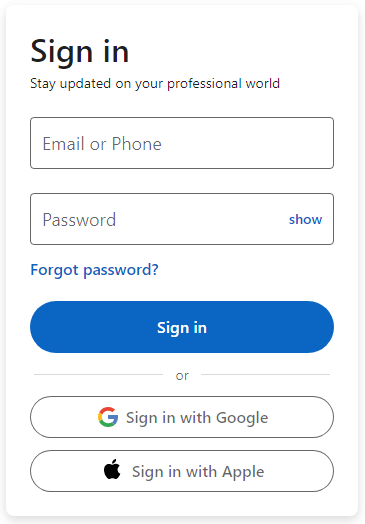 Sign in
Stay updated on your professional world
Email or Phone
Password show
Forgot password?
Sign in
or
Sign in with Google
Sign in with Apple